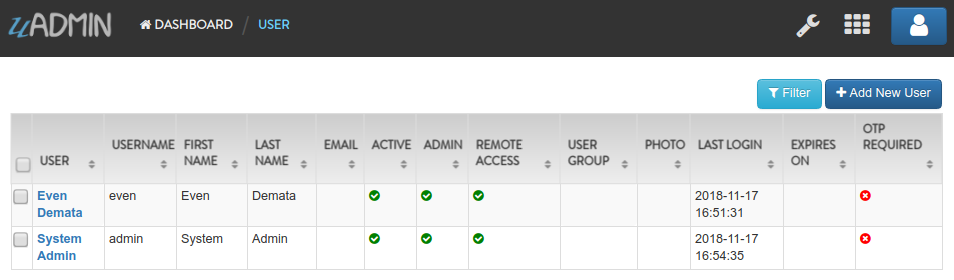 uADMIN DASHBOARD / USER
Filter + Add New User
USER USERNAME FIRST NAME LAST NAME EMAIL ACTIVE ADMIN REMOTE ACCESS USER GROUP PHOTO LAST LOGIN EXPIRES ON OTP REQUIRED
Even Demata even Even Demata 2018-11-17 16:51:31
System Admin admin System Admin 2018-11-17 16:54:35